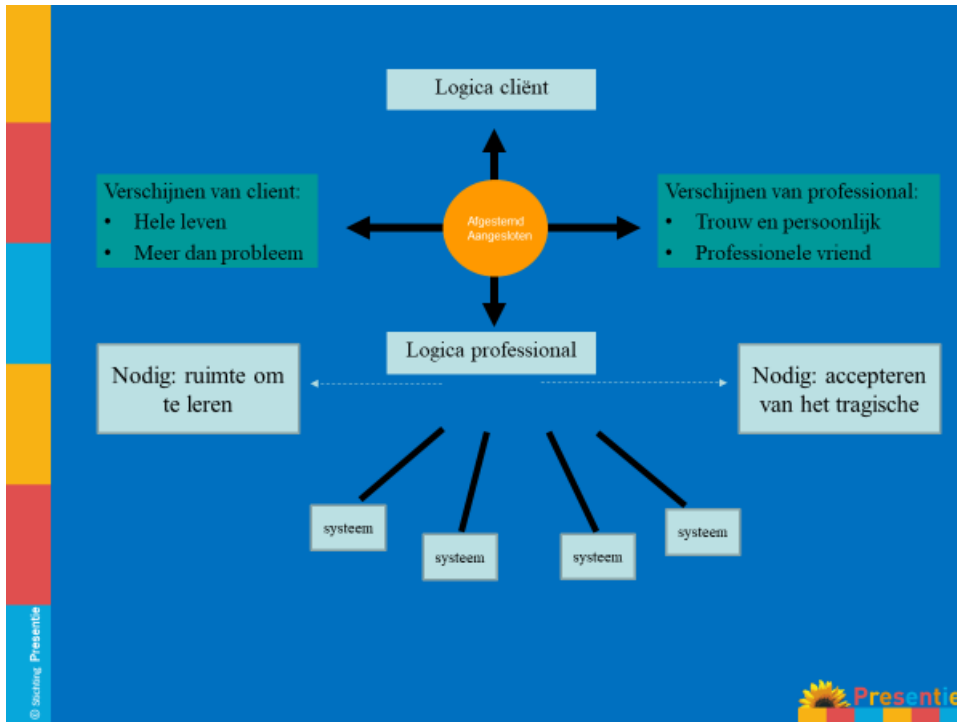 Logica cliënt
Verschijnen van client:
• Hele leven
• Meer dan probleem
Afgestemd
Aangesloten
Verschijnen van professional:
• Trouw en persoonlijk
• Professionele vriend
Logica professional
Nodig: ruimte om
te leren
Nodig: accepteren
van het tragische
systeem
systeem
systeem
systeem
© Stichting Presentie
Presentie